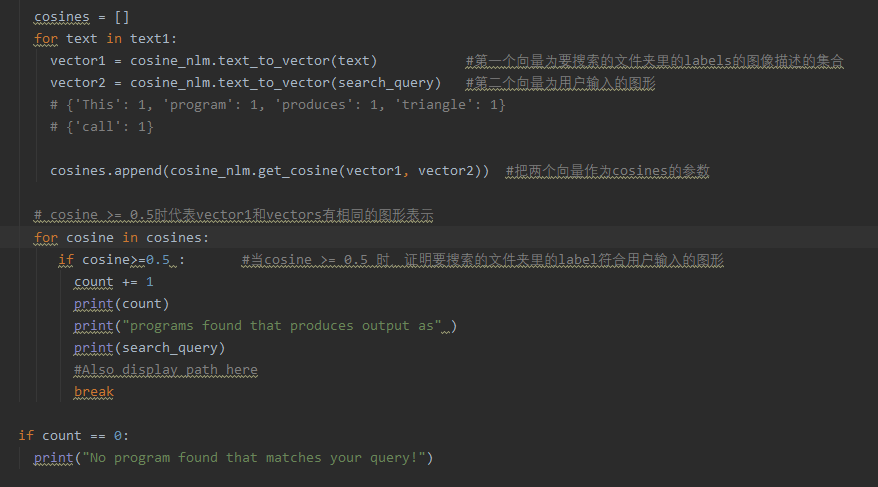 cosines = []
for text in text1:
vector1 = cosine_nlm.text_to_vector(text) #第一个向量为要搜索的文件夹里的labels的图像描述的集合
vector2 = cosine_nlm.text_to_vector(search_query) #第二个向量为用户输入的图形
# {'This': 1, 'program': 1, 'produces': 1, 'triangle': 1}
# {'call': 1}
cosines.append(cosine_nlm.get_cosine(vector1, vector2)) #把两个向量作为cosines的参数
# cosine >= 0.5时代表vector1和vectors有相同的图形表示
for cosine in cosines:
if cosine>=0.5 : #当cosine >= 0.5 时，证明要搜索的文件夹里的label符合用户输入的图形
count += 1
print(count)
print("programs found that produces output as" )
print(search_query)
#Also display path here
break
if count == 0:
print("No program found that matches your query!")